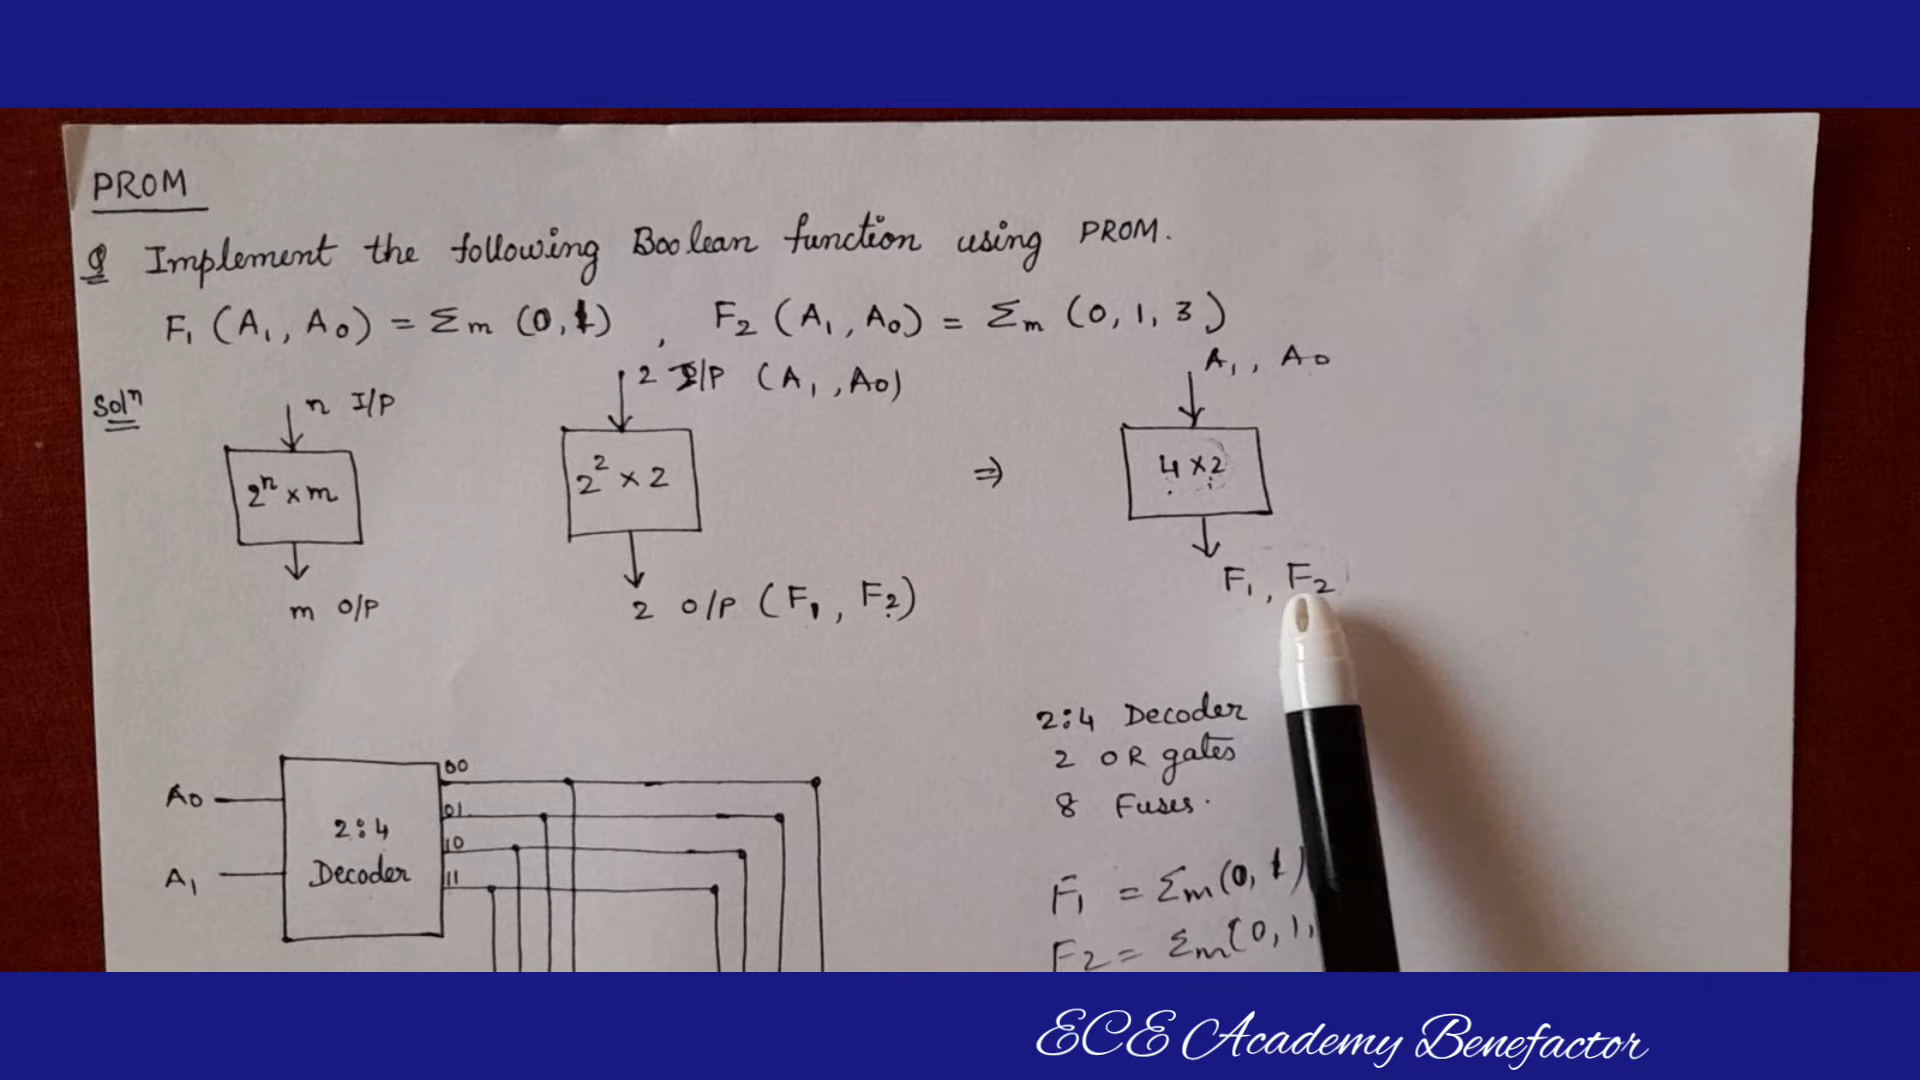 PROM
Q Implement the following Boolean function using PROM.
F₁ (A₁, A₀) = Σm (0, 1) , F₂ (A₁, A₀) = Σm (0, 1, 3)
Solⁿ
n I/P
2ⁿ × m
m O/P
2 I/P (A₁, A₀)
2² × 2
2 O/P (F₁, F₂)
⇒
A₁, A₀
4 × 2
F₁, F₂
2:4 Decoder
2 OR gates
8 Fuses.
A₀
A₁
2:4
Decoder
00
01
10
11
F₁ = Σm(0, 1)
F₂ = Σm(0, 1,
ECE Academy Benefactor